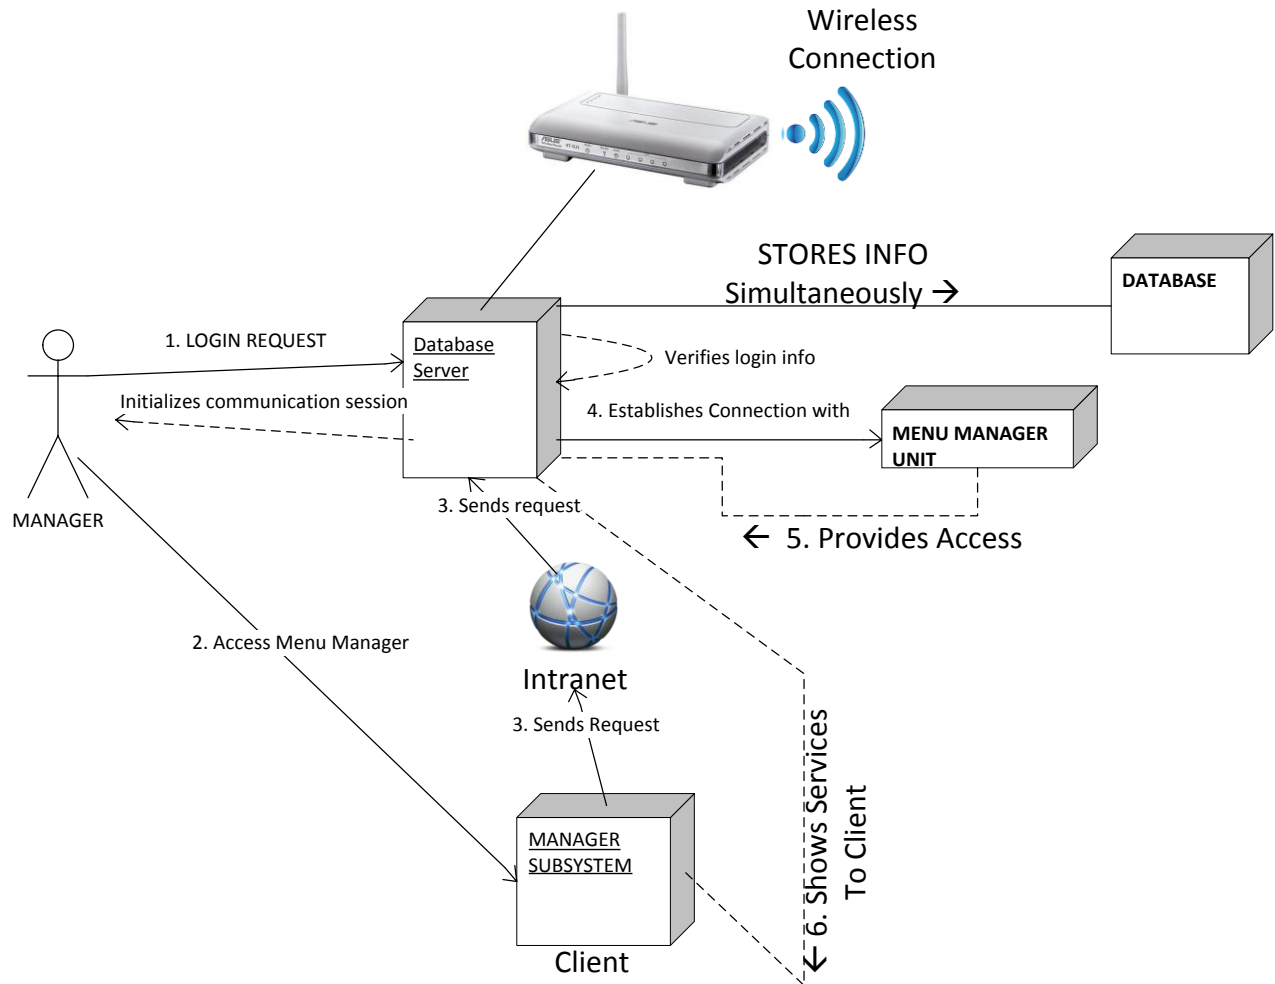 Wireless
Connection
STORES INFO
Simultaneously →
DATABASE
1. LOGIN REQUEST
Database
Server
Verifies login info
Initializes communication session
4. Establishes Connection with
MENU MANAGER
UNIT
MANAGER
3. Sends request
← 5. Provides Access
2. Access Menu Manager
Intranet
3. Sends Request
← 6. Shows Services
To Client
MANAGER
SUBSYSTEM
Client